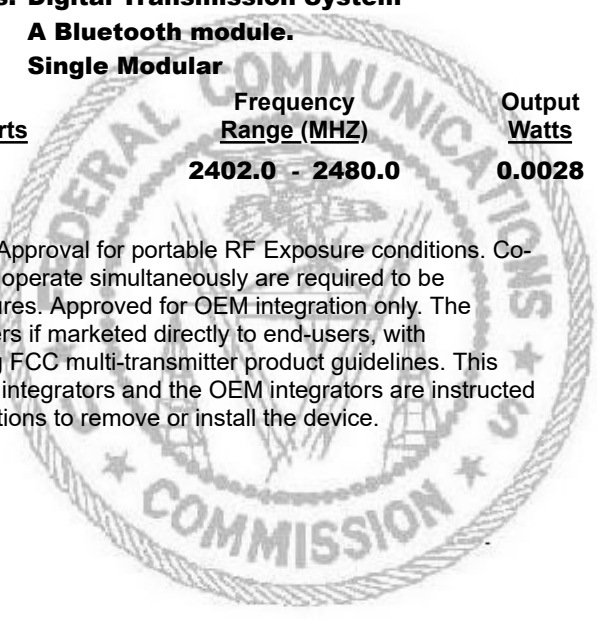 s: Digital Transmission System
A Bluetooth module.
Single Modular
Frequency Output
rts Range (MHZ) Watts
2402.0 - 2480.0 0.0028
Approval for portable RF Exposure conditions. Co-
operate simultaneously are required to be
ures. Approved for OEM integration only. The
ers if marketed directly to end-users, with
g FCC multi-transmitter product guidelines. This
integrators and the OEM integrators are instructed
tions to remove or install the device.
FEDERAL COMMUNICATIONS COMMISSION
U S